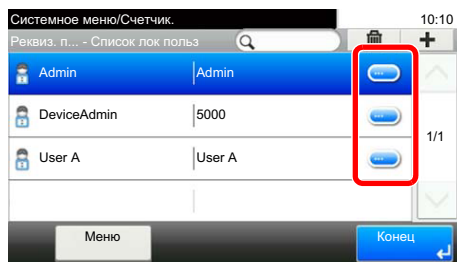 Системное меню/Счетчик.
10:10
Реквиз. п... - Список лок польз
Admin Admin
DeviceAdmin 5000
1/1
User A User A
Меню
Конец